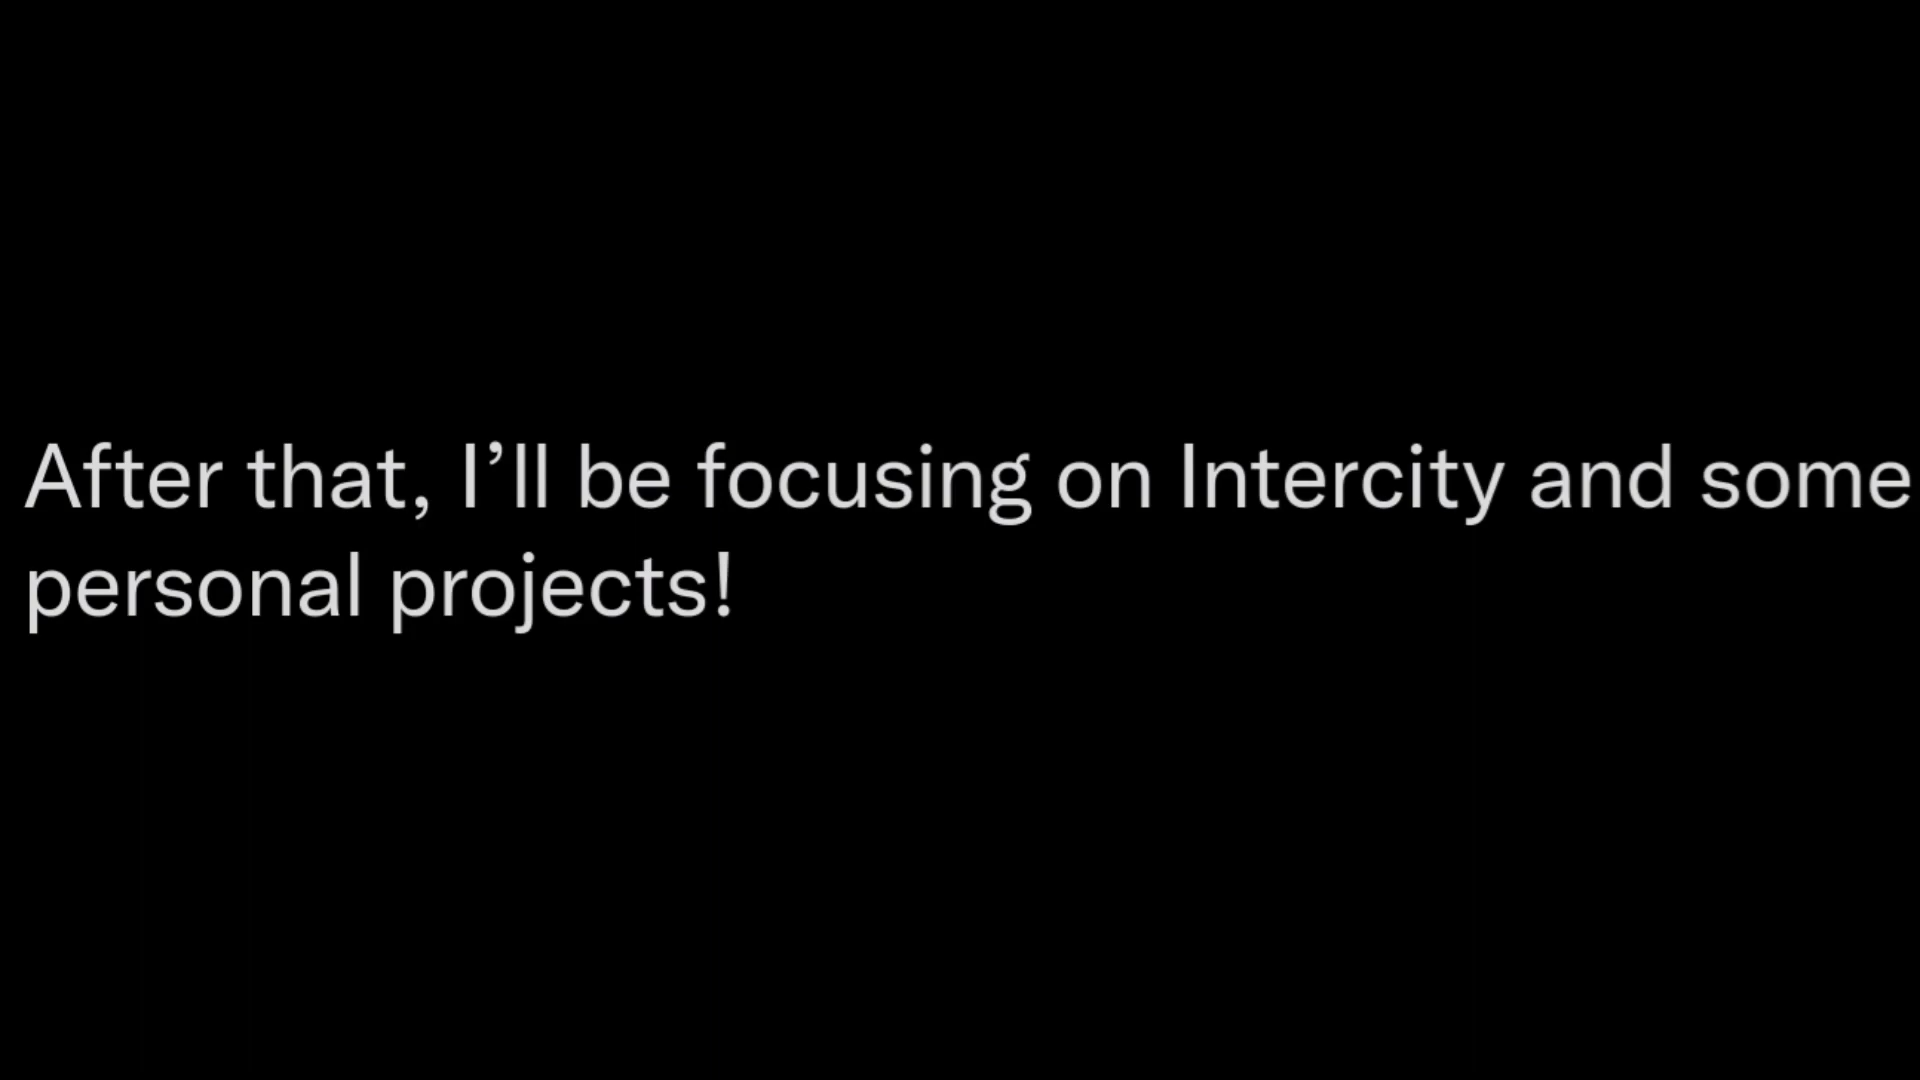 After that, I’ll be focusing on Intercity and some
personal projects!